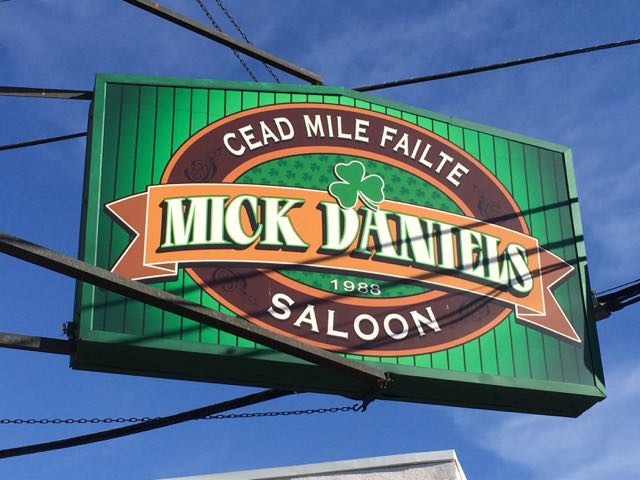 CEAD MILE FAILTE
MICK DANIELS
1988
SALOON